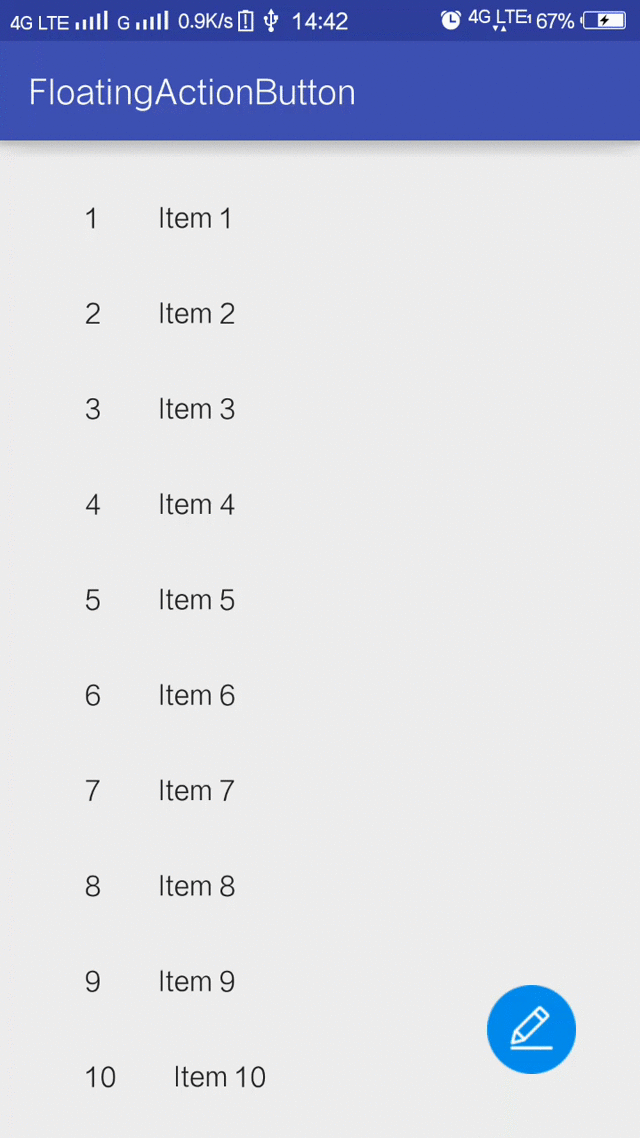 4G LTE G 0.9K/s 14:42 4G LTE1 67%
FloatingActionButton
1 Item 1
2 Item 2
3 Item 3
4 Item 4
5 Item 5
6 Item 6
7 Item 7
8 Item 8
9 Item 9
10 Item 10